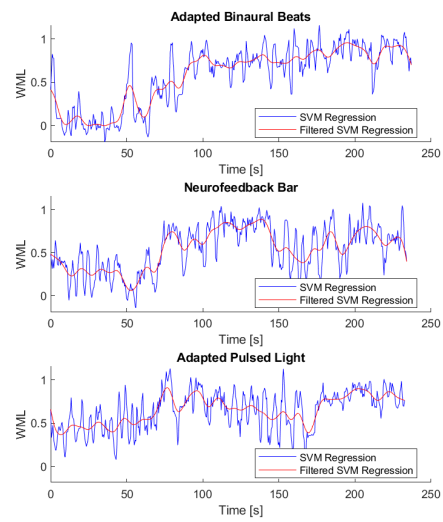 Adapted Binaural Beats
1
0.5
0
WML
SVM Regression
Filtered SVM Regression
0 50 100 150 200 250
Time [s]
Neurofeedback Bar
1
0.5
0
WML
SVM Regression
Filtered SVM Regression
0 50 100 150 200 250
Time [s]
Adapted Pulsed Light
1
0.5
0
WML
SVM Regression
Filtered SVM Regression
0 50 100 150 200 250
Time [s]